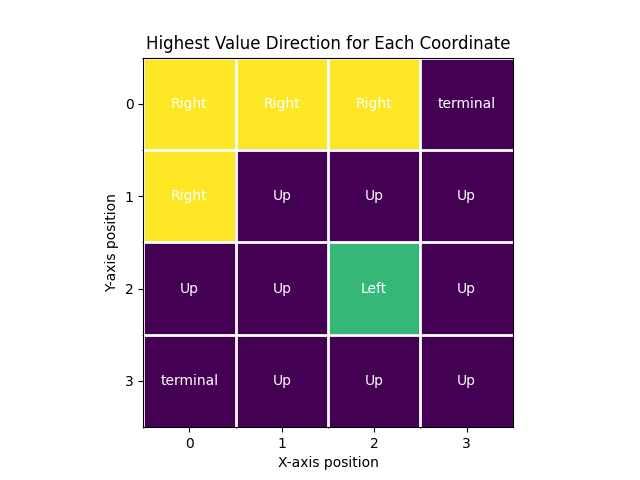 Highest Value Direction for Each Coordinate
0 Right Right Right terminal
1 Right Up Up Up
2 Up Up Left Up
3 terminal Up Up Up
0 1 2 3
X-axis position
Y-axis position